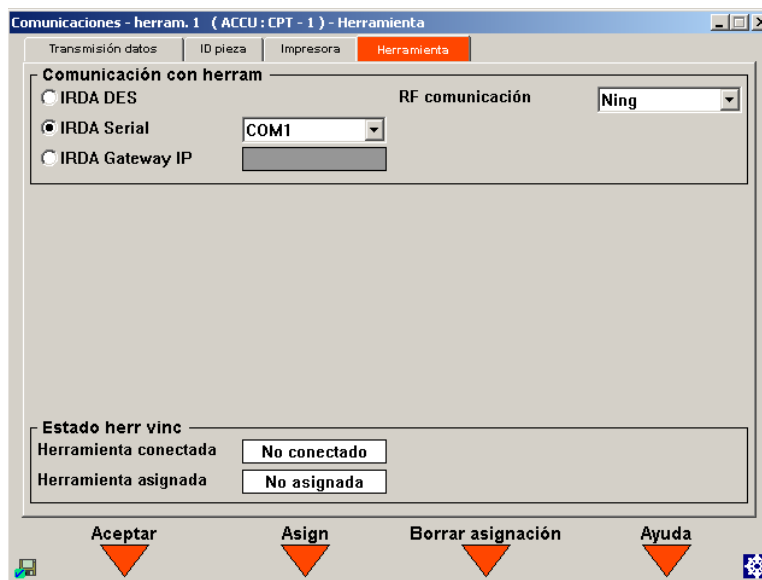 Comunicaciones - herram. 1 ( ACCU : CPT - 1 ) - Herramienta
Transmisión datos ID pieza Impresora Herramienta
Comunicación con herram
IRDA DES RF comunicación Ning
IRDA Serial COM1
IRDA Gateway IP
Estado herr vinc
Herramienta conectada No conectado
Herramienta asignada No asignada
Aceptar Asign Borrar asignación Ayuda